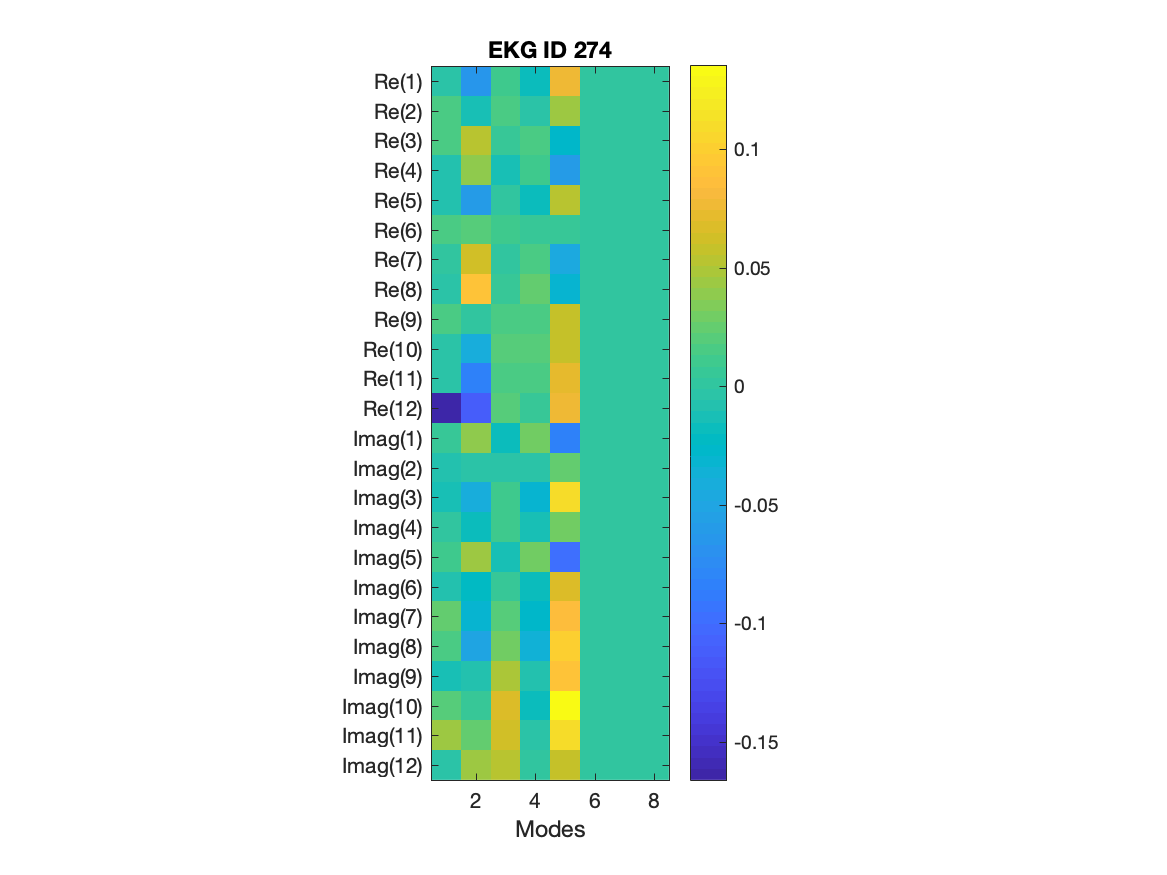 EKG ID 274
Re(1)
Re(2)
Re(3)
Re(4)
Re(5)
Re(6)
Re(7)
Re(8)
Re(9)
Re(10)
Re(11)
Re(12)
Imag(1)
Imag(2)
Imag(3)
Imag(4)
Imag(5)
Imag(6)
Imag(7)
Imag(8)
Imag(9)
Imag(10)
Imag(11)
Imag(12)
2 4 6 8
Modes
0.1
0.05
0
-0.05
-0.1
-0.15